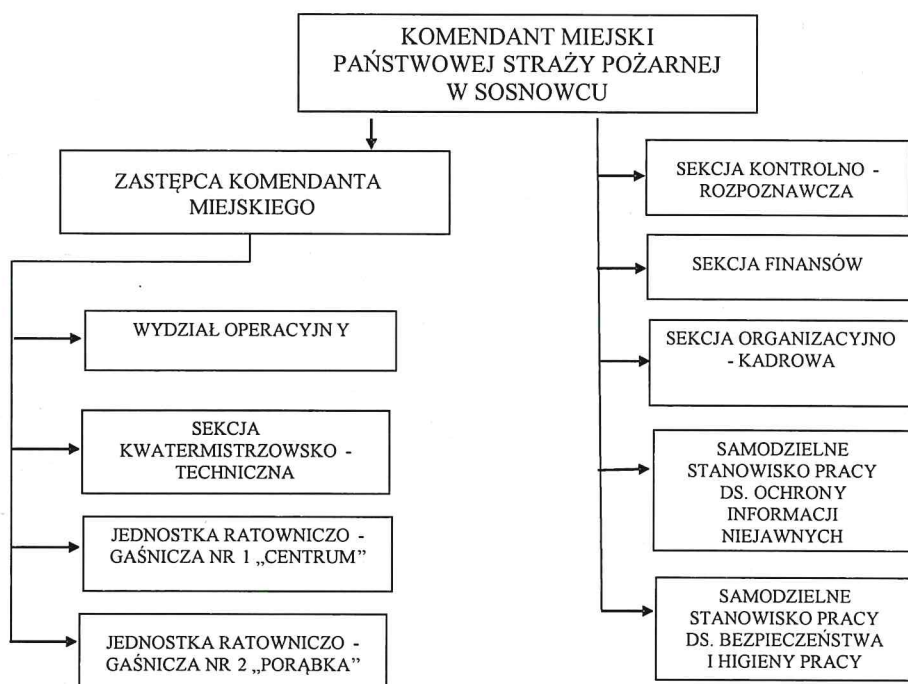 KOMENDANT MIEJSKI
PAŃSTWOWEJ STRAŻY POŻARNEJ
W SOSNOWCU
ZASTĘPCA KOMENDANTA
MIEJSKIEGO
WYDZIAŁ OPERACYJN Y
SEKCJA
KWATERMISTRZOWSKO -
TECHNICZNA
JEDNOSTKA RATOWNICZO -
GAŚNICZA NR 1 „CENTRUM”
JEDNOSTKA RATOWNICZO -
GAŚNICZA NR 2 „PORĄBKA”
SEKCJA KONTROLNO -
ROZPOZNAWCZA
SEKCJA FINANSÓW
SEKCJA ORGANIZACYJNO
- KADROWA
SAMODZIELNE
STANOWISKO PRACY
DS. OCHRONY
INFORMACJI
NIEJAWNYCH
SAMODZIELNE
STANOWISKO PRACY
DS. BEZPIECZEŃSTWA
I HIGIENY PRACY